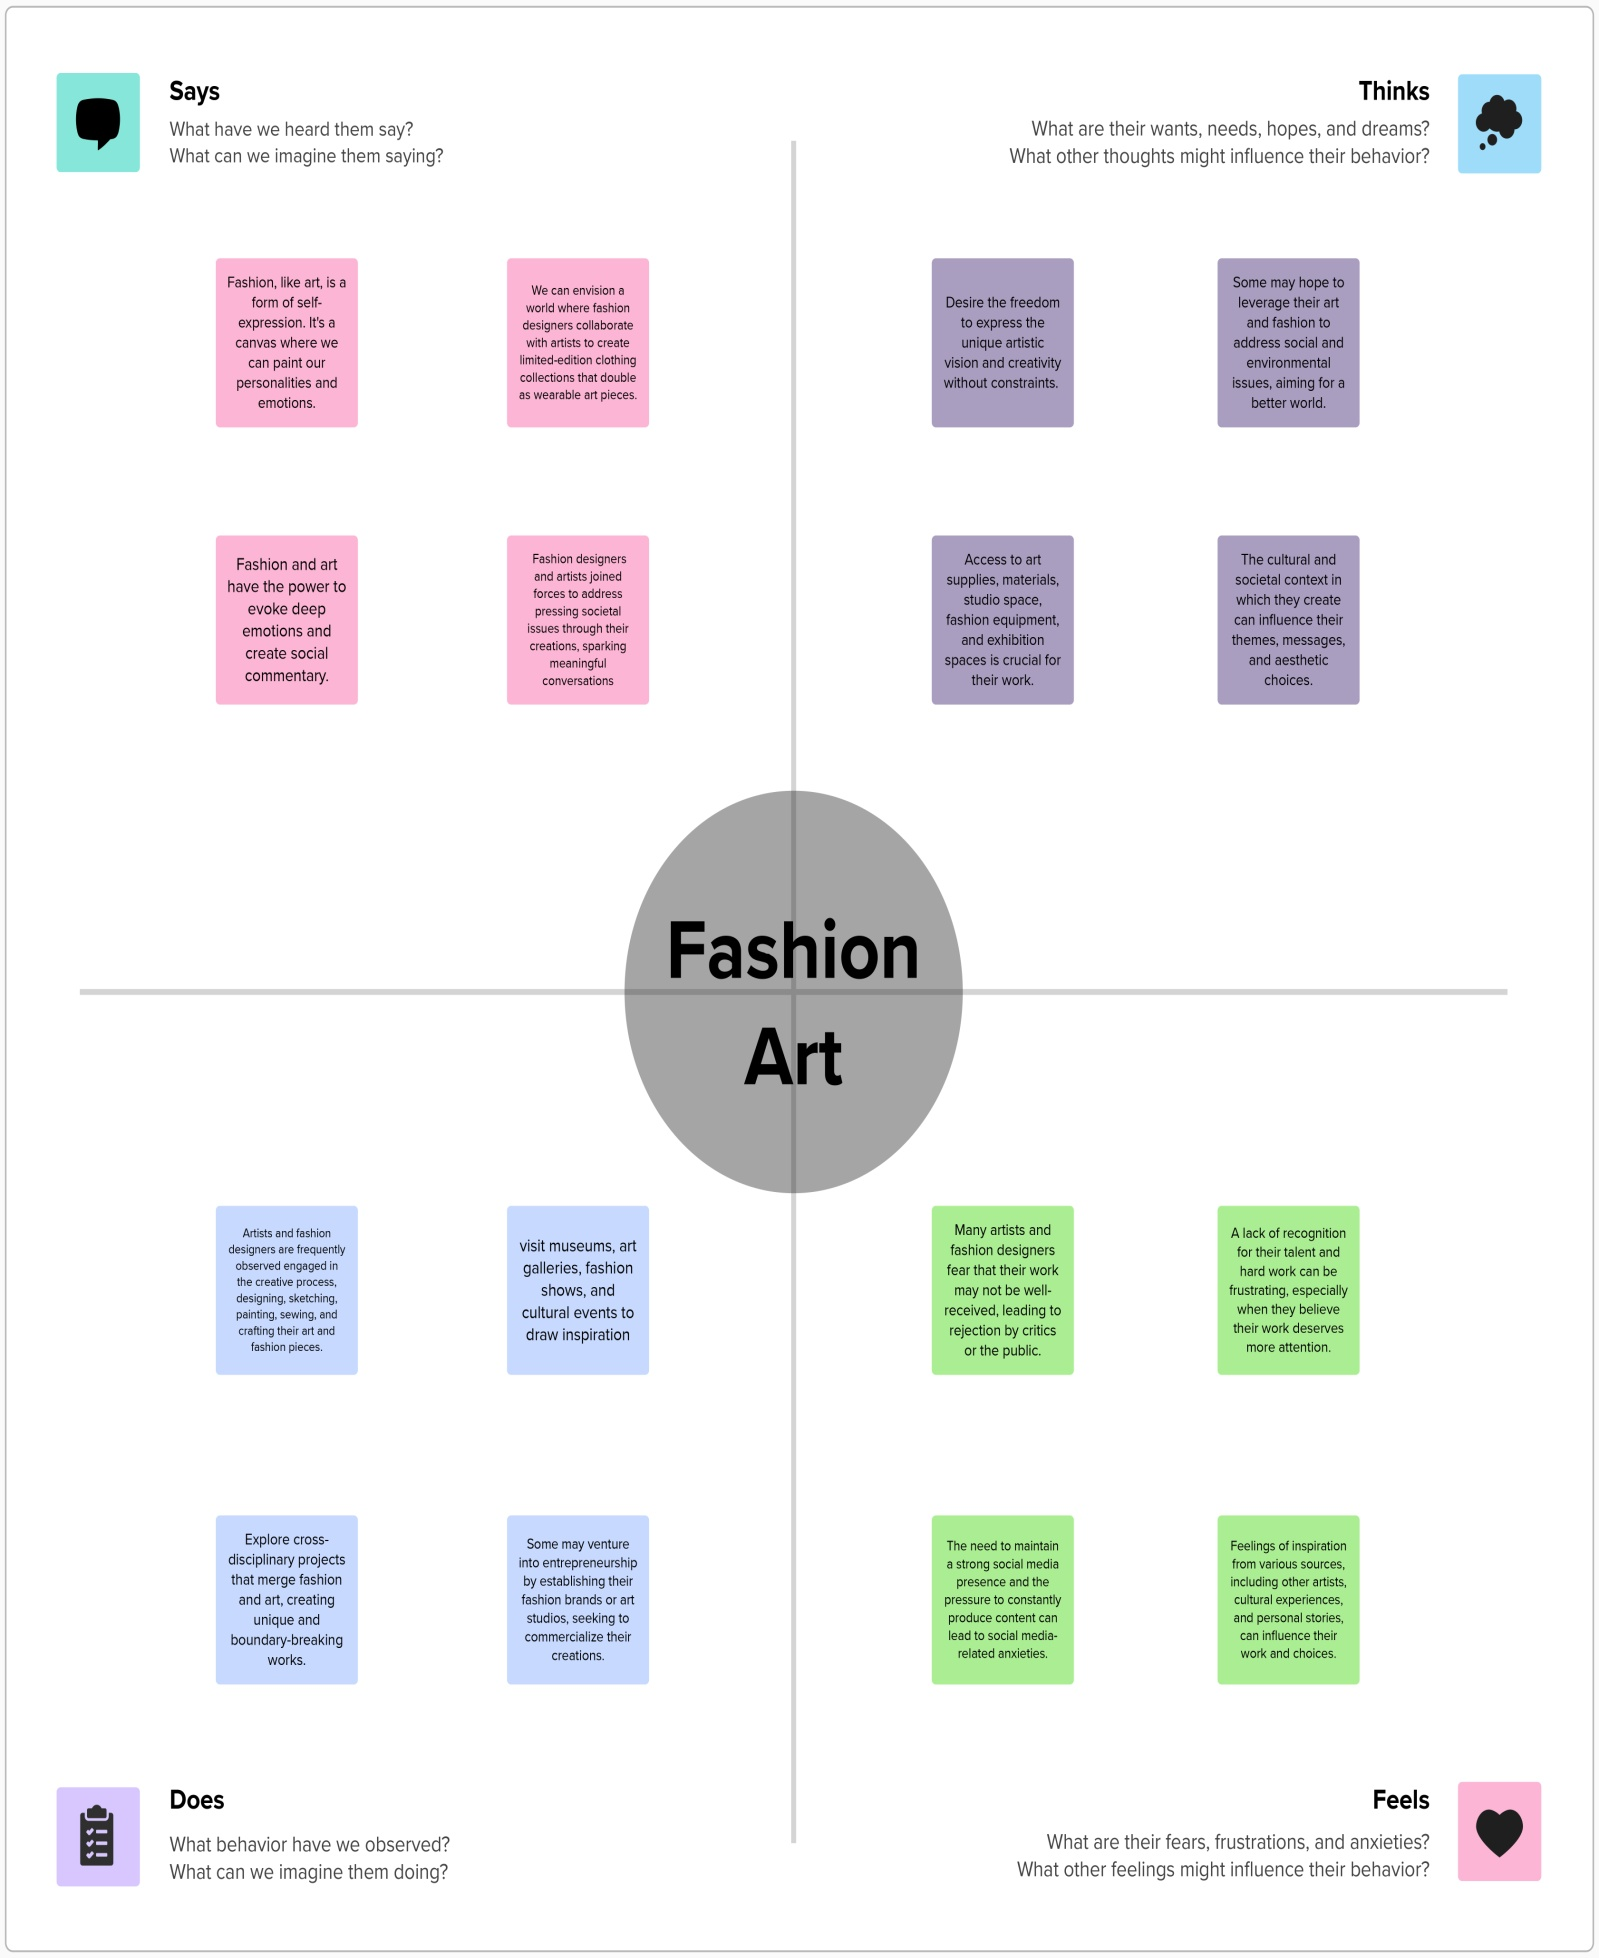 Says
What have we heard them say?
What can we imagine them saying?
Thinks
What are their wants, needs, hopes, and dreams?
What other thoughts might influence their behavior?
Fashion, like art, is a
form of self-
expression. It's a
canvas where we
can paint our
personalities and
emotions.
We can envision a
world where fashion
designers collaborate
with artists to create
limited-edition clothing
collections that double
as wearable art pieces.
Desire the freedom
to express the
unique artistic
vision and creativity
without constraints.
Some may hope to
leverage their art
and fashion to
address social and
environmental
issues, aiming for a
better world.
Fashion and art
have the power to
evoke deep
emotions and
create social
commentary.
Fashion designers
and artists joined
forces to address
pressing societal
issues through their
creations, sparking
meaningful
conversations
Access to art
supplies, materials,
studio space,
fashion equipment,
and exhibition
spaces is crucial for
their work.
The cultural and
societal context in
which they create
can influence their
themes, messages,
and aesthetic
choices.
Fashion
Art
Artists and fashion
designers are frequently
observed engaged in
the creative process,
designing, sketching,
painting, sewing, and
crafting their art and
fashion pieces.
visit museums, art
galleries, fashion
shows, and
cultural events to
draw inspiration
Many artists and
fashion designers
fear that their work
may not be well-
received, leading to
rejection by critics
or the public.
A lack of recognition
for their talent and
hard work can be
frustrating, especially
when they believe
their work deserves
more attention.
Explore cross-
disciplinary projects
that merge fashion
and art, creating
unique and
boundary-breaking
works.
Some may venture
into entrepreneurship
by establishing their
fashion brands or art
studios, seeking to
commercialize their
creations.
The need to maintain
a strong social media
presence and the
pressure to constantly
produce content can
lead to social media-
related anxieties.
Feelings of inspiration
from various sources,
including other artists,
cultural experiences,
and personal stories,
can influence their
work and choices.
Does
What behavior have we observed?
What can we imagine them doing?
Feels
What are their fears, frustrations, and anxieties?
What other feelings might influence their behavior?